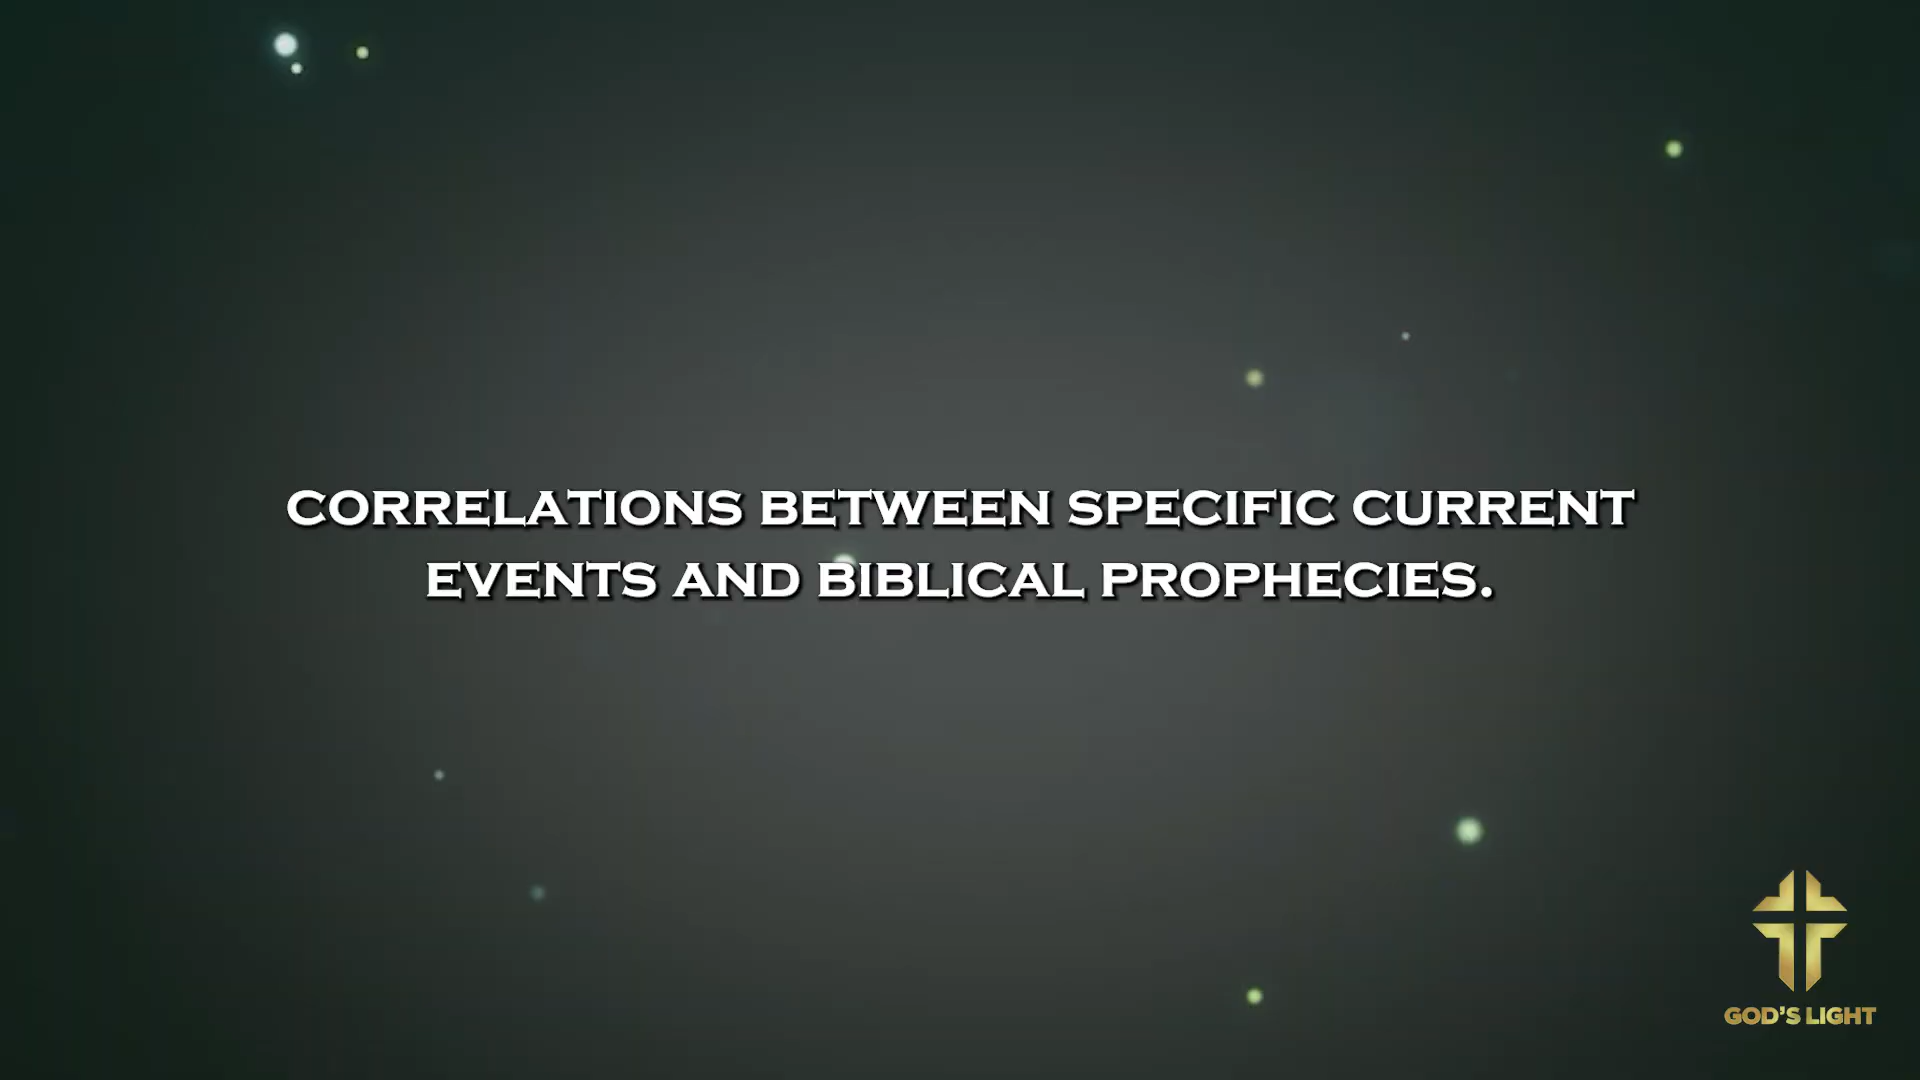 CORRELATIONS BETWEEN SPECIFIC CURRENT
EVENTS AND BIBLICAL PROPHECIES.
GOD'S LIGHT